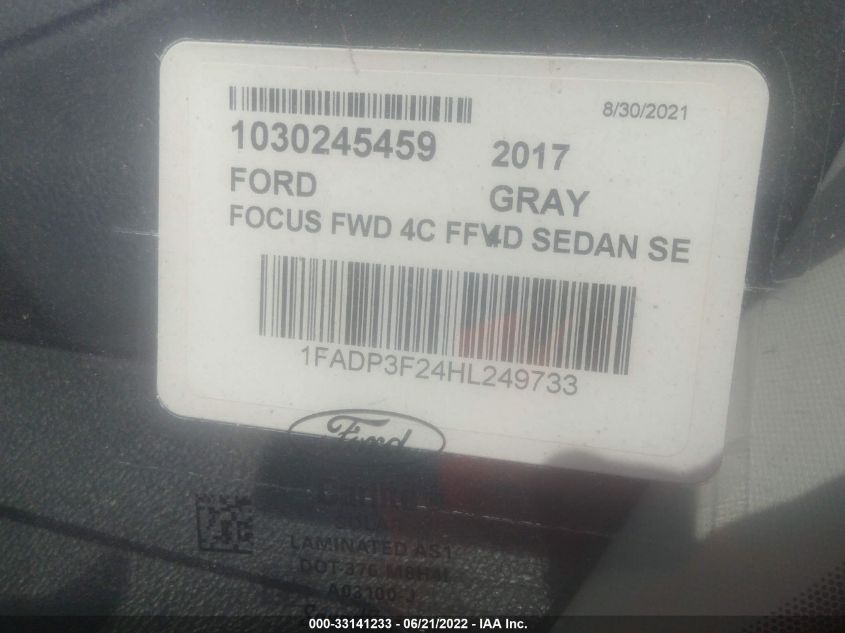 8/30/2021
1030245459 2017
FORD GRAY
FOCUS FWD 4C FFV4D SEDAN SE
1FADP3F24HL249733
Ford
LAMINATED AS1
000-33141233 - 06/21/2022 - IAA Inc.